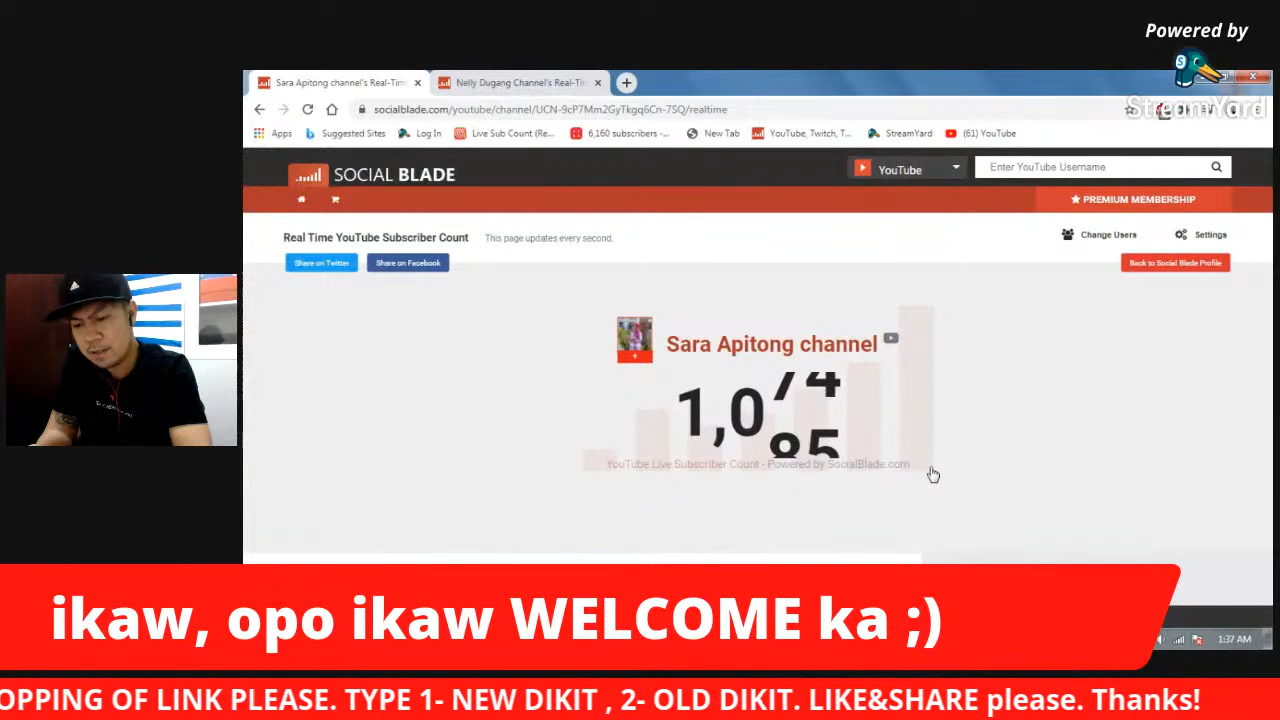 Powered by
StreamYard
Sara Apitong channel's Real-Tim
Nelly Dugang Channel's Real-Tim
socialblade.com/youtube/channel/UCN-9cP7Mm2GyTkgq6Cn-7SQ/realtime
Apps Suggested Sites Log In Live Sub Count (Re... 6,160 subscribers -... New Tab YouTube, Twitch, T... StreamYard (61) YouTube
SOCIAL BLADE YouTube Enter YouTube Username
PREMIUM MEMBERSHIP
Real Time YouTube Subscriber Count This page updates every second. Change Users Settings
Share on Twitter Share on Facebook Back to Social Blade Profile
Sara Apitong channel
1,0
74
85
YouTube Live Subscriber Count - Powered by SocialBlade.com
ikaw, opo ikaw WELCOME ka ;)
1:37 AM
OPPING OF LINK PLEASE. TYPE 1- NEW DIKIT , 2- OLD DIKIT. LIKE&SHARE please. Thanks!